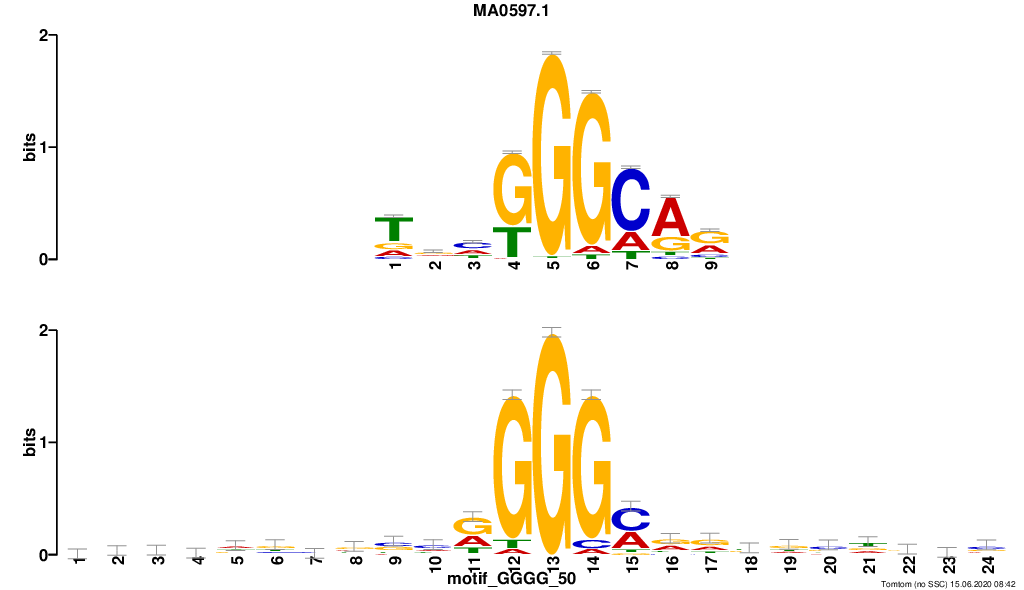 MA0597.1
bits
2
1
0
T G A C
C A T
G T
G
G A T
C A T
A G T C
G A C T
1 2 3 4 5 6 7 8 9
bits
2
1
0
G A T
G T A
G
G C A
C A T
1 2 3 4 5 6 7 8 9 10 11 12 13 14 15 16 17 18 19 20 21 22 23 24
motif_GGGG_50
Tomtom (no SSC) 15.06.2020 08:42